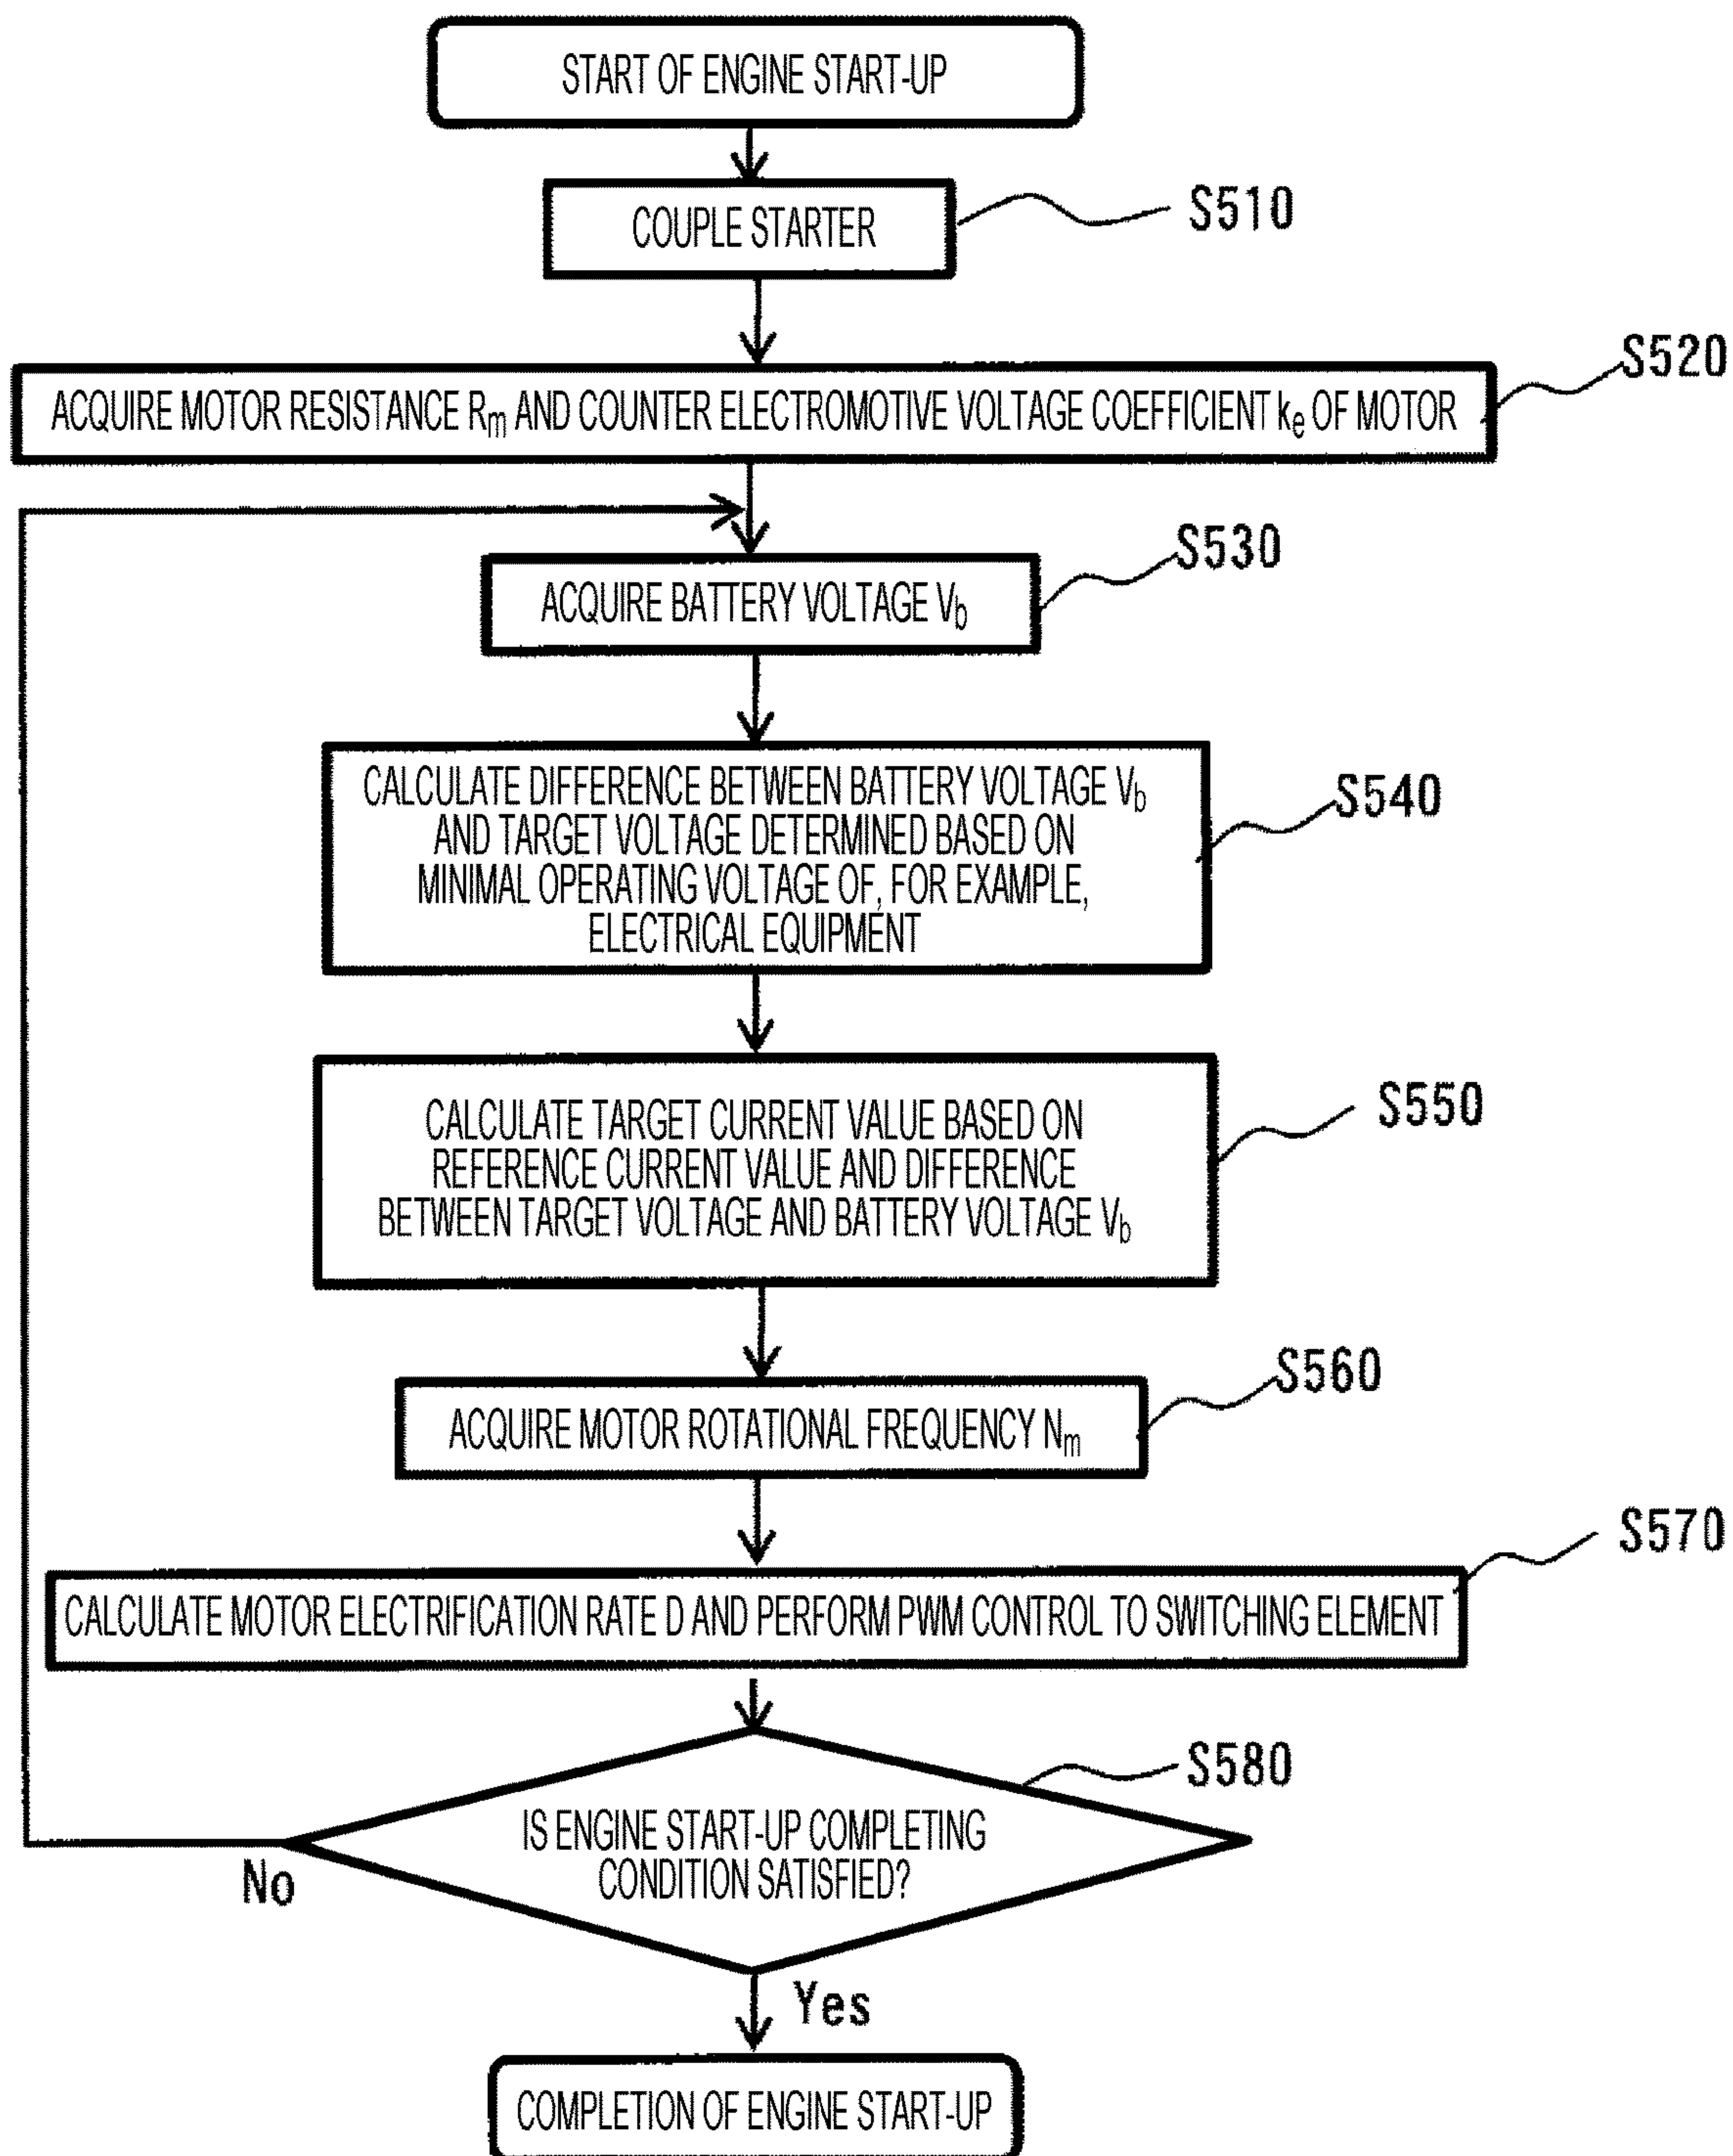 START OF ENGINE START-UP
COUPLE STARTER
S510
S520
ACQUIRE MOTOR RESISTANCE Rm AND COUNTER ELECTROMOTIVE VOLTAGE COEFFICIENT ke OF MOTOR
S530
ACQUIRE BATTERY VOLTAGE Vb
CALCULATE DIFFERENCE BETWEEN BATTERY VOLTAGE Vb
AND TARGET VOLTAGE DETERMINED BASED ON
MINIMAL OPERATING VOLTAGE OF, FOR EXAMPLE,
ELECTRICAL EQUIPMENT
S540
CALCULATE TARGET CURRENT VALUE BASED ON
REFERENCE CURRENT VALUE AND DIFFERENCE
BETWEEN TARGET VOLTAGE AND BATTERY VOLTAGE Vb
S550
S560
ACQUIRE MOTOR ROTATIONAL FREQUENCY Nm
S570
CALCULATE MOTOR ELECTRIFICATION RATE D AND PERFORM PWM CONTROL TO SWITCHING ELEMENT
S580
IS ENGINE START-UP COMPLETING
CONDITION SATISFIED?
No
Yes
COMPLETION OF ENGINE START-UP